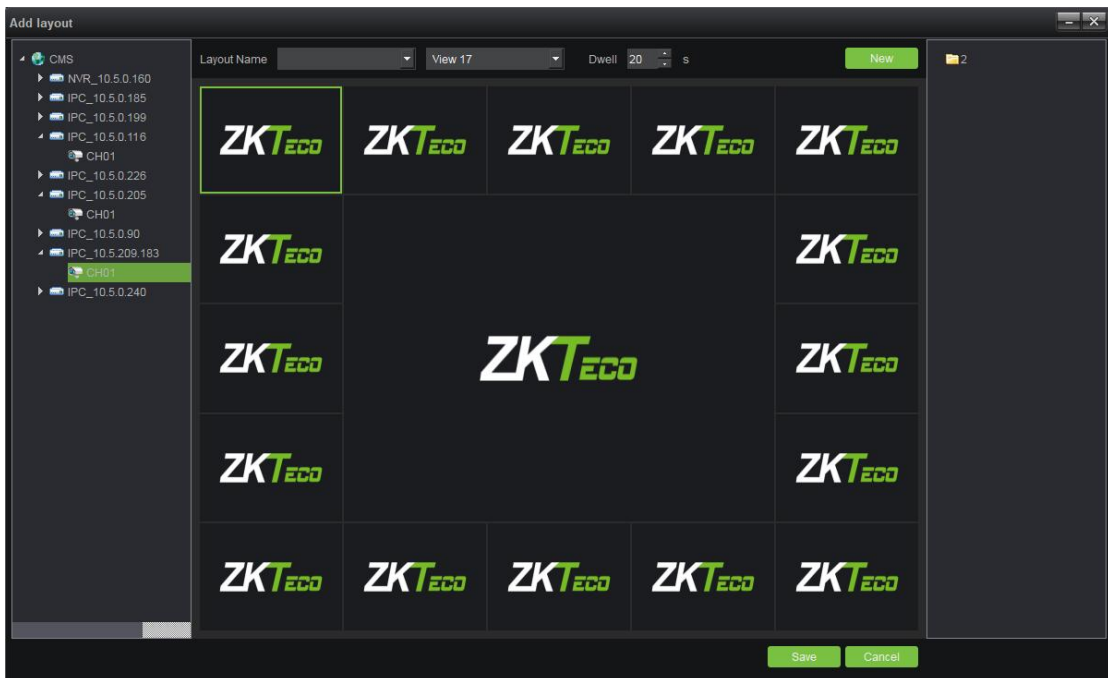 Add layout
CMS
NVR_10.5.0.160
IPC_10.5.0.185
IPC_10.5.0.199
IPC_10.5.0.116
CH01
IPC_10.5.0.226
IPC_10.5.0.205
CH01
IPC_10.5.0.90
IPC_10.5.209.183
CH01
IPC_10.5.0.240
Layout Name View 17 Dwell 20 s New
ZKTECO ZKTECO ZKTECO ZKTECO ZKTECO
ZKTECO ZKTECO
ZKTECO ZKTECO ZKTECO
ZKTECO ZKTECO
ZKTECO ZKTECO ZKTECO ZKTECO ZKTECO
2
Save Cancel